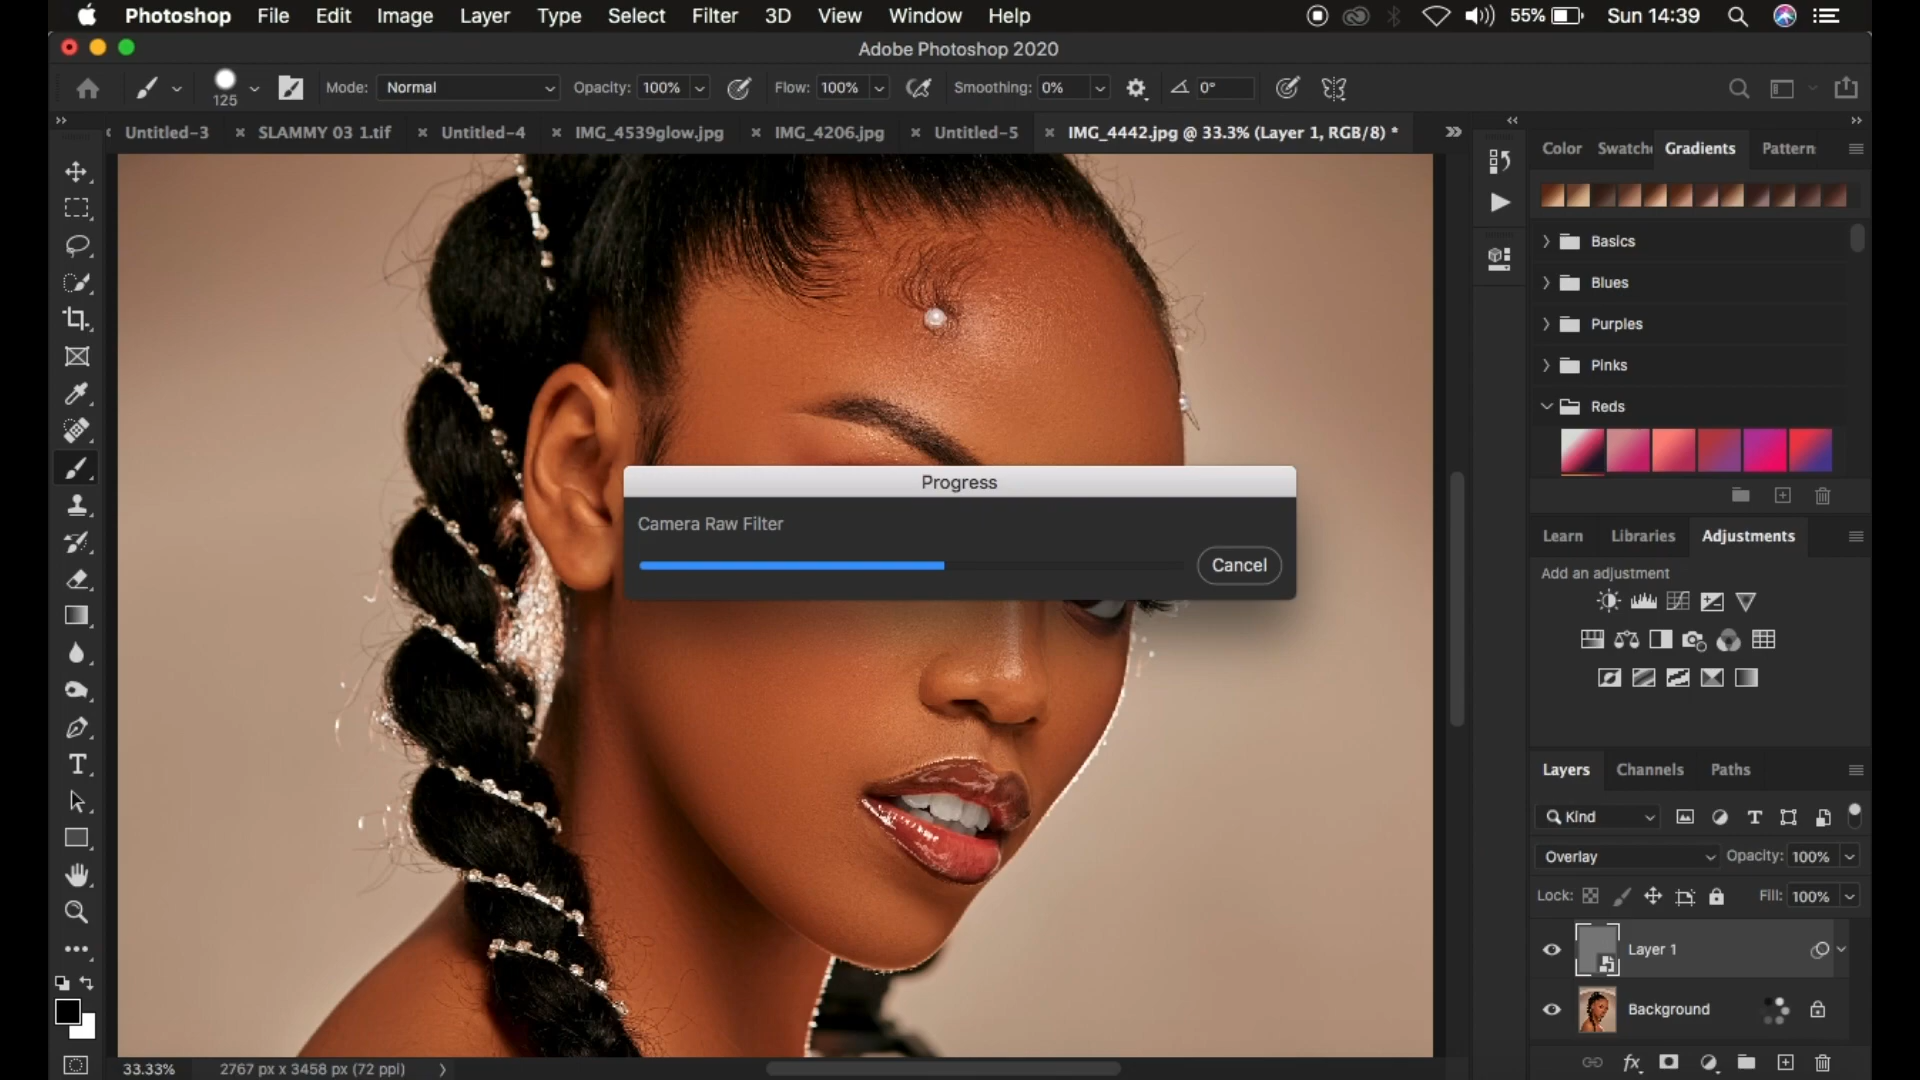 Photoshop File Edit Image Layer Type Select Filter 3D View Window Help 55% Sun 14:39
Adobe Photoshop 2020
125 Mode: Normal Opacity: 100% Flow: 100% Smoothing: 0% 0°
Untitled-3 × SLAMMY 03 1.tif × Untitled-4 × IMG_4539glow.jpg × IMG_4206.jpg × Untitled-5 × IMG_4442.jpg @ 33.3% (Layer 1, RGB/8) *
Color Swatche Gradients Pattern
Basics
Blues
Purples
Pinks
Reds
Progress
Camera Raw Filter
Cancel
Learn Libraries Adjustments
Add an adjustment
Layers Channels Paths
Kind
Overlay Opacity: 100%
Lock: Fill: 100%
Layer 1
Background
fx
33.33% 2767 px x 3458 px (72 ppi)